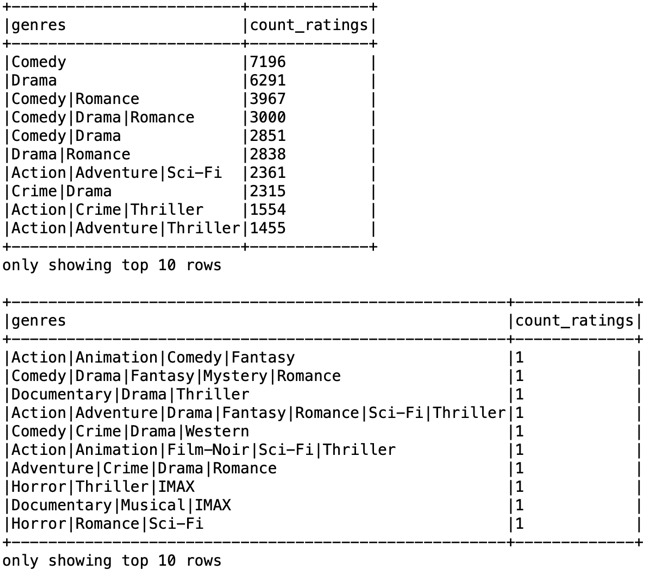 +-------------------------+-------------+
|genres                   |count_ratings|
+-------------------------+-------------+
|Comedy                   |7196         |
|Drama                    |6291         |
|Comedy|Romance           |3967         |
|Comedy|Drama|Romance     |3000         |
|Comedy|Drama             |2851         |
|Drama|Romance            |2838         |
|Action|Adventure|Sci-Fi  |2361         |
|Crime|Drama              |2315         |
|Action|Crime|Thriller    |1554         |
|Action|Adventure|Thriller|1455         |
+-------------------------+-------------+
only showing top 10 rows
+------------------------------------------------------+-------------+
|genres                                                |count_ratings|
+------------------------------------------------------+-------------+
|Action|Animation|Comedy|Fantasy                       |1            |
|Comedy|Drama|Fantasy|Mystery|Romance                  |1            |
|Documentary|Drama|Thriller                            |1            |
|Action|Adventure|Drama|Fantasy|Romance|Sci-Fi|Thriller|1            |
|Comedy|Crime|Drama|Western                            |1            |
|Action|Animation|Film-Noir|Sci-Fi|Thriller            |1            |
|Adventure|Crime|Drama|Romance                         |1            |
|Horror|Thriller|IMAX                                  |1            |
|Documentary|Musical|IMAX                              |1            |
|Horror|Romance|Sci-Fi                                 |1            |
+------------------------------------------------------+-------------+
only showing top 10 rows